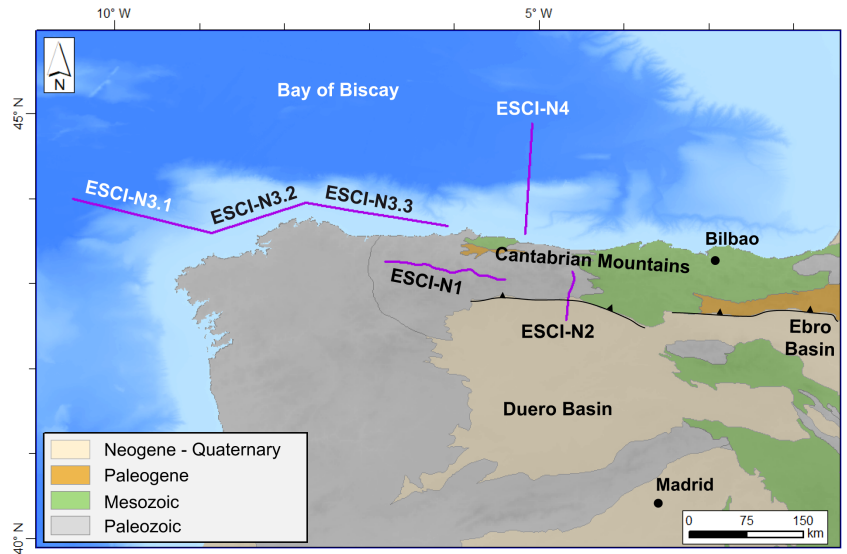 10° W
5° W
N
45° N
Bay of Biscay
ESCI-N4
ESCI-N3.1
ESCI-N3.2
ESCI-N3.3
Bilbao
Cantabrian Mountains
ESCI-N1
ESCI-N2
Ebro
Basin
Duero Basin
Neogene - Quaternary
Paleogene
Mesozoic
Paleozoic
Madrid
0 75 150
km
40° N